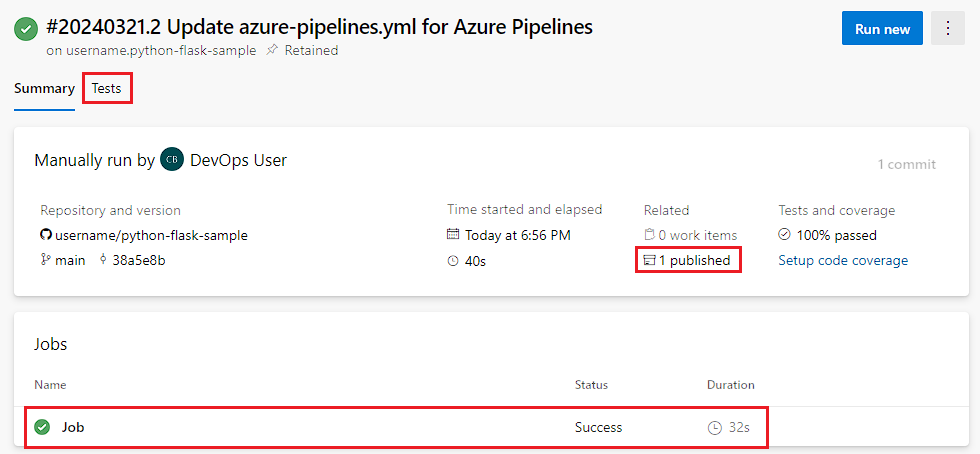 #20240321.2 Update azure-pipelines.yml for Azure Pipelines
Run new
on username.python-flask-sample Retained
Summary Tests
Manually run by CB DevOps User
1 commit
Repository and version Time started and elapsed Related Tests and coverage
username/python-flask-sample Today at 6:56 PM 0 work items 100% passed
main 38a5e8b 40s 1 published Setup code coverage
Jobs
Name Status Duration
Job Success 32s